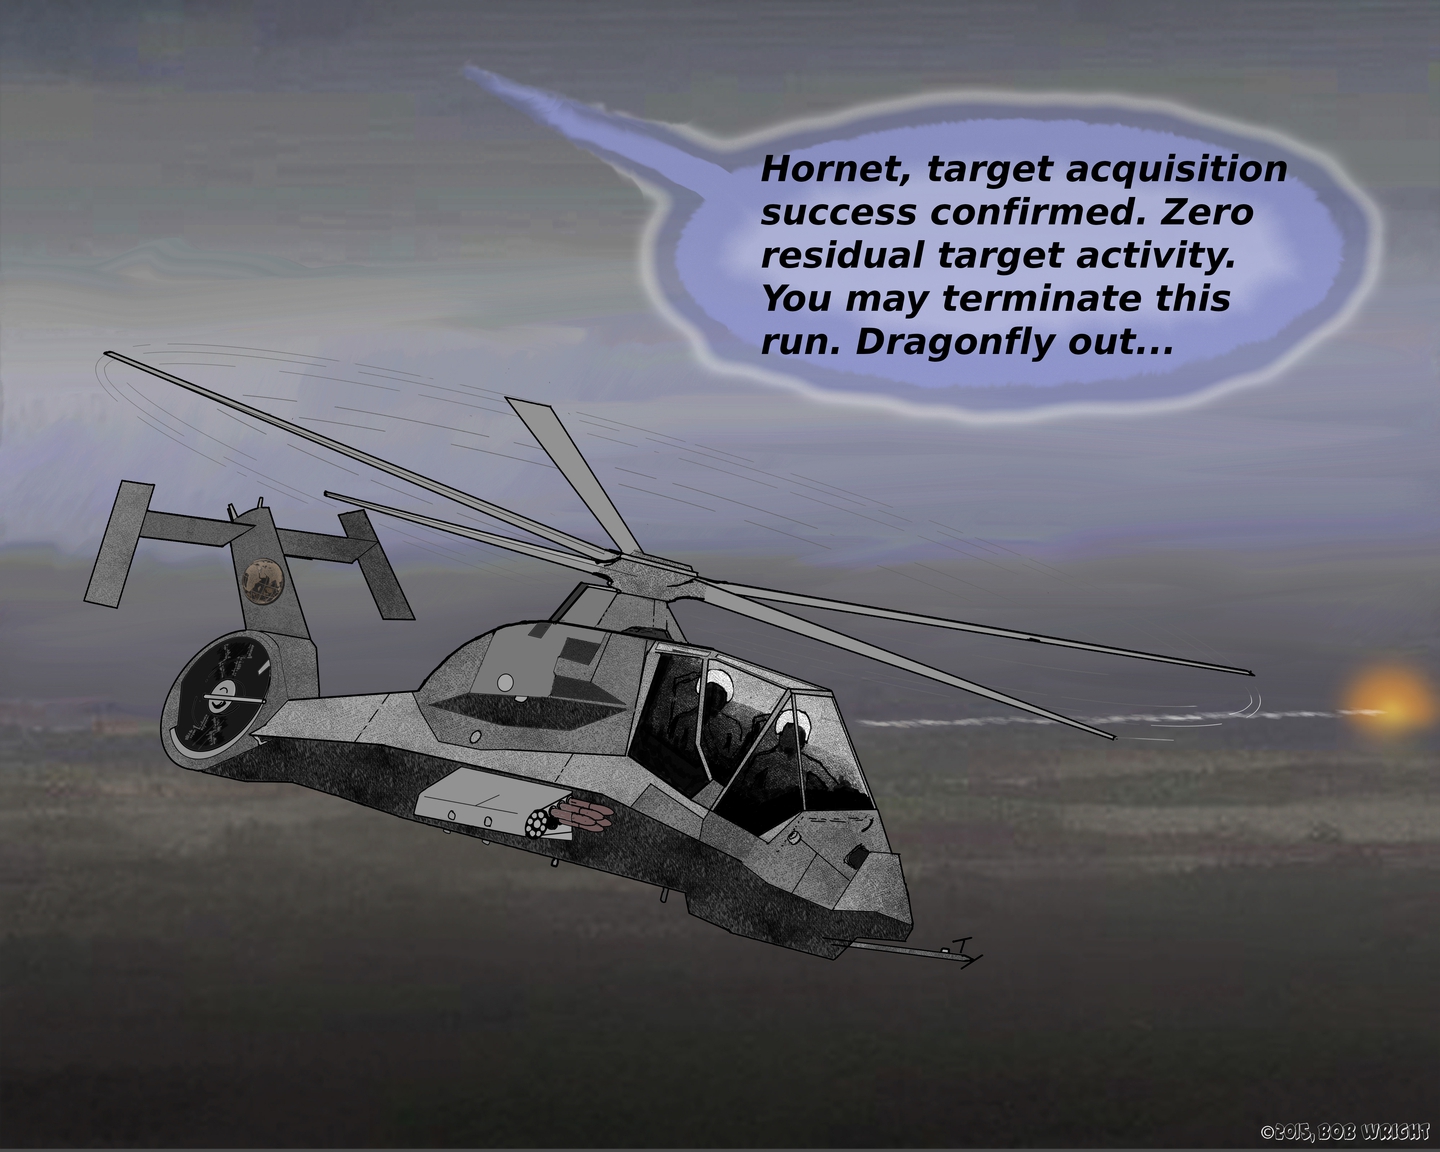 Hornet, target acquisition
success confirmed. Zero
residual target activity.
You may terminate this
run. Dragonfly out...
©2015, BOB WRIGHT